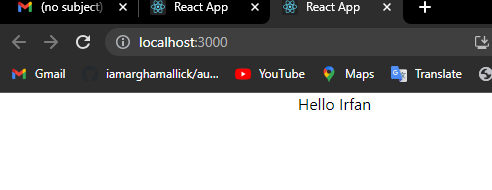 (no subject) React App React App
localhost:3000
Gmail iamarghamallick/au... YouTube Maps Translate
Hello Irfan